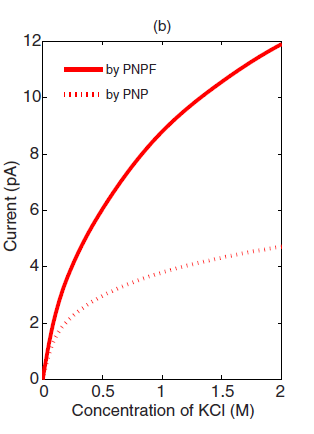 (b)
12
by PNPF
by PNP
10
8
6
4
2
0
Current (pA)
0 0.5 1 1.5 2
Concentration of KCl (M)